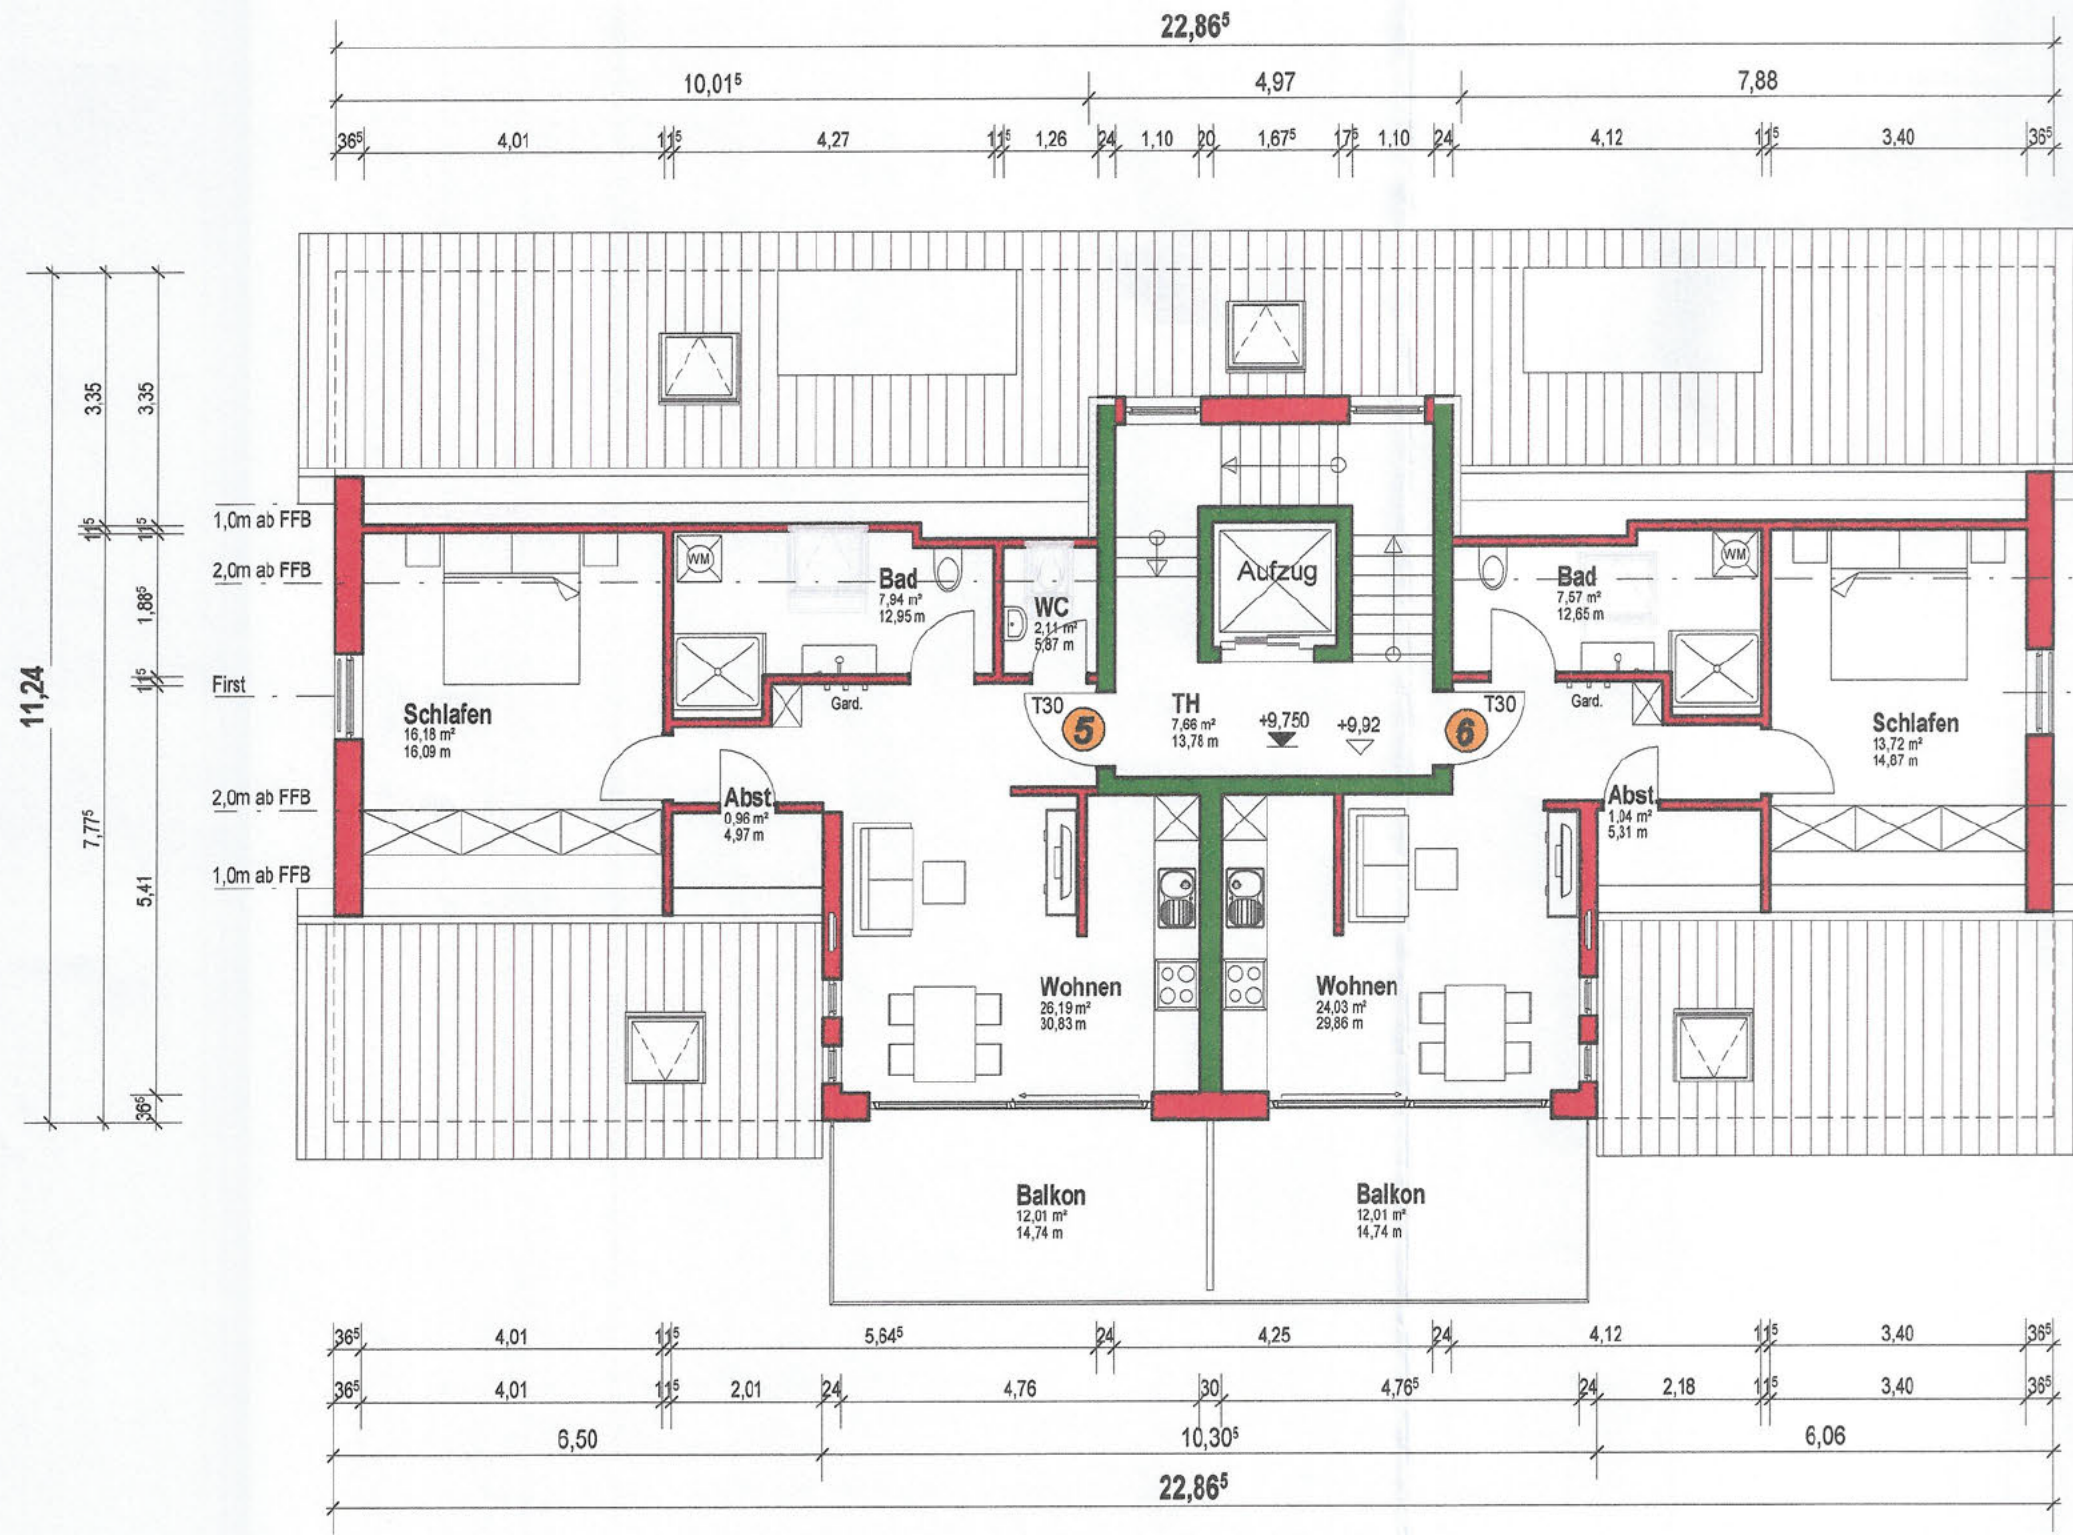 22,86⁵
10,01⁵ 4,97 7,88
36⁵ 4,01 11⁵ 4,27 11⁵ 1,26 24 1,10 20 1,67⁵ 17⁵ 1,10 24 4,12 11⁵ 3,40 36⁵
11,24
3,35 3,35
11⁵ 11⁵
1,88⁵
11⁵
7,77⁵
5,41
36⁵
1,0m ab FFB
2,0m ab FFB
First
2,0m ab FFB
1,0m ab FFB
Schlafen
16,18 m²
16,09 m
WM
Bad
7,94 m²
12,95 m
WC
2,11 m²
5,87 m
Gard.
T30
5
Abst.
0,96 m²
4,97 m
Aufzug
TH
7,66 m²
13,78 m
+9,750
+9,92
6
T30
Bad
7,57 m²
12,65 m
WM
Gard.
Schlafen
13,72 m²
14,87 m
Abst.
1,04 m²
5,31 m
Wohnen
26,19 m²
30,83 m
Wohnen
24,03 m²
29,86 m
Balkon
12,01 m²
14,74 m
Balkon
12,01 m²
14,74 m
36⁵ 4,01 11⁵ 5,64⁵ 24 4,25 24 4,12 11⁵ 3,40 36⁵
36⁵ 4,01 11⁵ 2,01 24 4,76 30 4,76⁵ 24 2,18 11⁵ 3,40 36⁵
6,50 10,30⁵ 6,06
22,86⁵